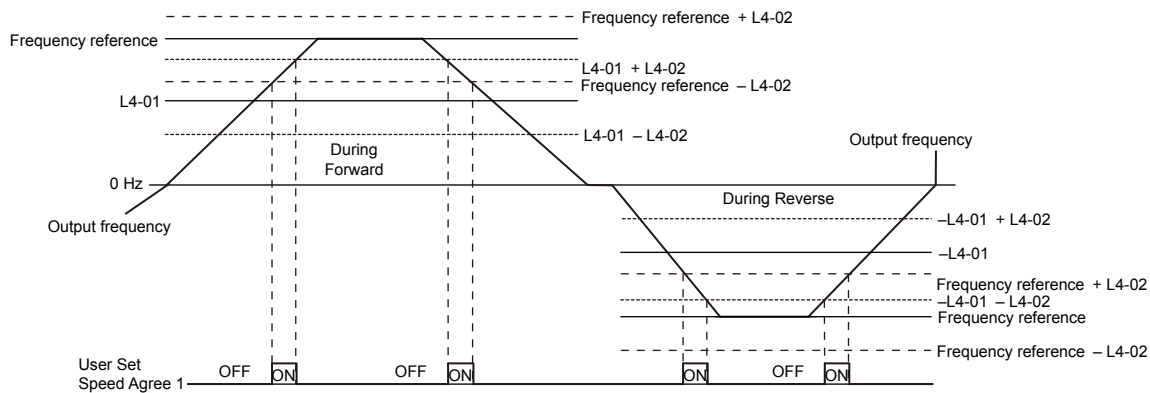 Frequency reference + L4-02
Frequency reference
L4-01 + L4-02
Frequency reference – L4-02
L4-01
L4-01 – L4-02
During
Forward
Output frequency
0 Hz
During Reverse
Output frequency
–L4-01 + L4-02
–L4-01
Frequency reference + L4-02
–L4-01 – L4-02
Frequency reference
Frequency reference – L4-02
User Set
Speed Agree 1
OFF
ON
OFF
ON
ON
OFF
ON